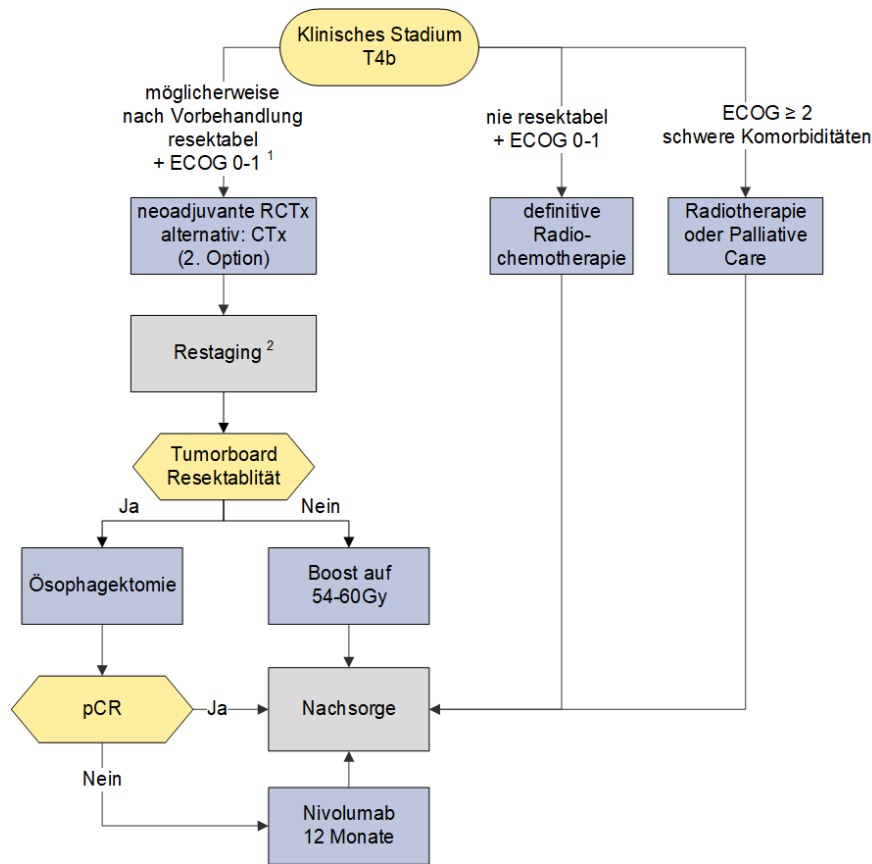 Klinisches Stadium
T4b
möglicherweise
nach Vorbehandlung
resektabel
+ ECOG 0-1 ¹
nie resektabel
+ ECOG 0-1
ECOG ≥ 2
schwere Komorbiditäten
neoadjuvante RCTx
alternativ: CTx
(2. Option)
definitive
Radio-
chemotherapie
Radiotherapie
oder Palliative
Care
Restaging ²
Tumorboard
Resektablität
Ja
Nein
Ösophagektomie
Boost auf
54-60Gy
pCR
Ja
Nachsorge
Nein
Nivolumab
12 Monate